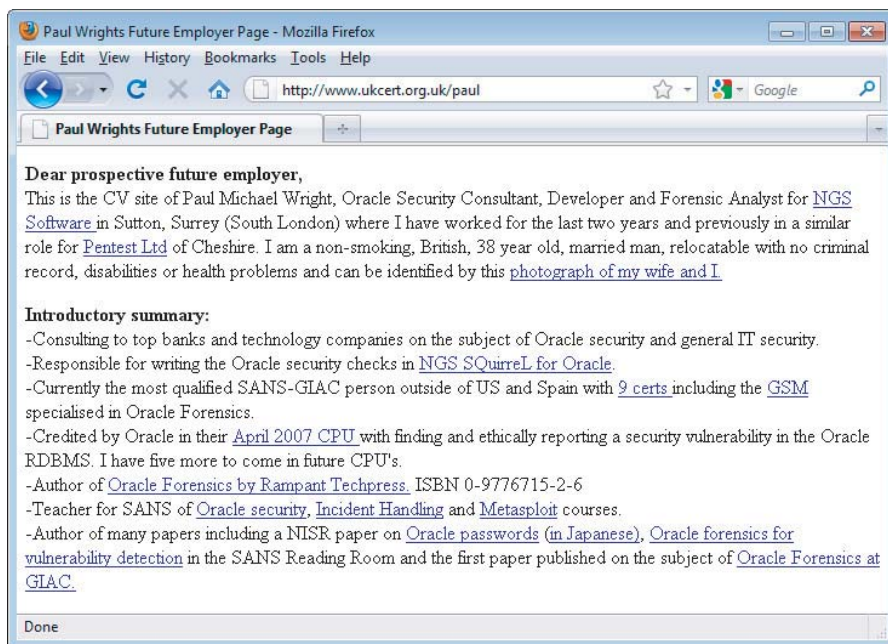 Paul Wrights Future Employer Page - Mozilla Firefox
File Edit View History Bookmarks Tools Help
http://www.ukcert.org.uk/paul
Google
Paul Wrights Future Employer Page
Dear prospective future employer,
This is the CV site of Paul Michael Wright, Oracle Security Consultant, Developer and Forensic Analyst for NGS
Software in Sutton, Surrey (South London) where I have worked for the last two years and previously in a similar
role for Pentest Ltd of Cheshire. I am a non-smoking, British, 38 year old, married man, relocatable with no criminal
record, disabilities or health problems and can be identified by this photograph of my wife and I.
Introductory summary:
-Consulting to top banks and technology companies on the subject of Oracle security and general IT security.
-Responsible for writing the Oracle security checks in NGS SQuirreL for Oracle.
-Currently the most qualified SANS-GIAC person outside of US and Spain with 9 certs including the GSM
specialised in Oracle Forensics.
-Credited by Oracle in their April 2007 CPU with finding and ethically reporting a security vulnerability in the Oracle
RDBMS. I have five more to come in future CPU's.
-Author of Oracle Forensics by Rampant Techpress. ISBN 0-9776715-2-6
-Teacher for SANS of Oracle security, Incident Handling and Metasploit courses.
-Author of many papers including a NISR paper on Oracle passwords (in Japanese), Oracle forensics for
vulnerability detection in the SANS Reading Room and the first paper published on the subject of Oracle Forensics at
GIAC.
Done